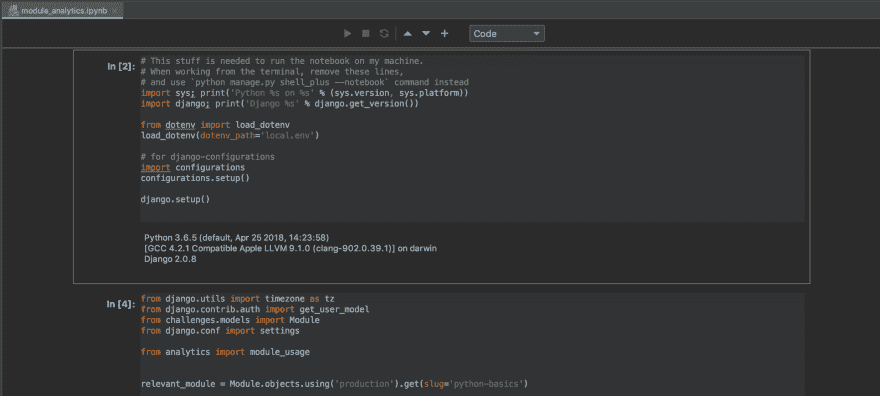 module_analytics.ipynb
Code
In [2]:
# This stuff is needed to run the notebook on my machine.
# When working from the terminal, remove these lines,
# and use `python manage.py shell_plus --notebook` command instead
import sys; print('Python %s on %s' % (sys.version, sys.platform))
import django; print('Django %s' % django.get_version())
from dotenv import load_dotenv
load_dotenv(dotenv_path='local.env')
# for django-configurations
import configurations
configurations.setup()
django.setup()
Python 3.6.5 (default, Apr 25 2018, 14:23:58)
[GCC 4.2.1 Compatible Apple LLVM 9.1.0 (clang-902.0.39.1)] on darwin
Django 2.0.8
In [4]:
from django.utils import timezone as tz
from django.contrib.auth import get_user_model
from challenges.models import Module
from django.conf import settings
from analytics import module_usage
relevant_module = Module.objects.using('production').get(slug='python-basics')